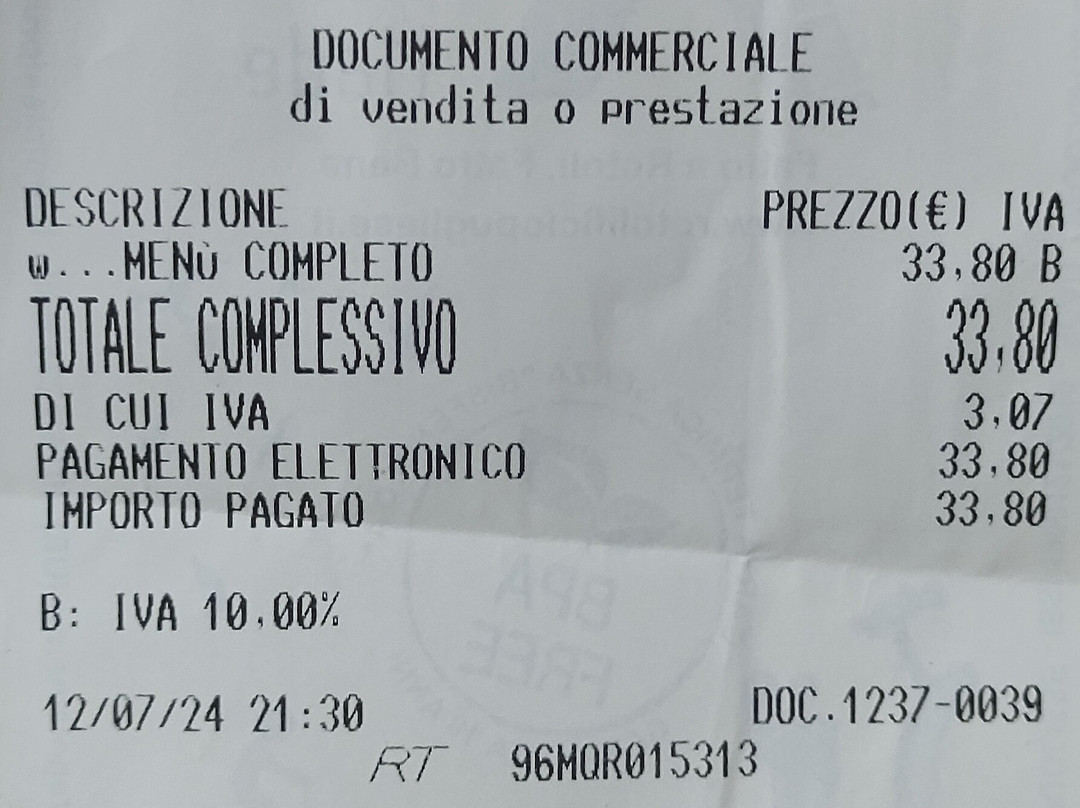 DOCUMENTO COMMERCIALE
di vendita o prestazione
DESCRIZIONE PREZZO(€) IVA
w...MENù COMPLETO 33,80 B
TOTALE COMPLESSIVO 33,80
DI CUI IVA 3,07
PAGAMENTO ELETTRONICO 33,80
IMPORTO PAGATO 33,80
B: IVA 10,00%
12/07/24 21:30 DOC.1237-0039
RT 96MQR015313
BPA
FREE